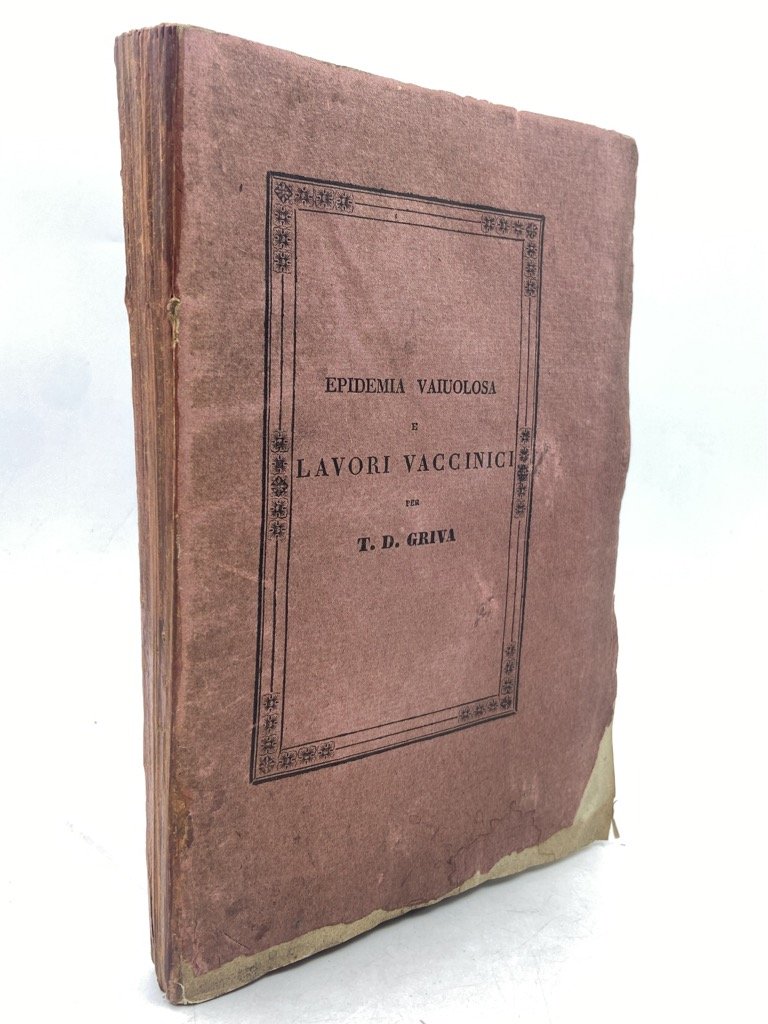 EPIDEMIA VAIUOLOSA
E
LAVORI VACCINICI
PER
T. D. GRIVA